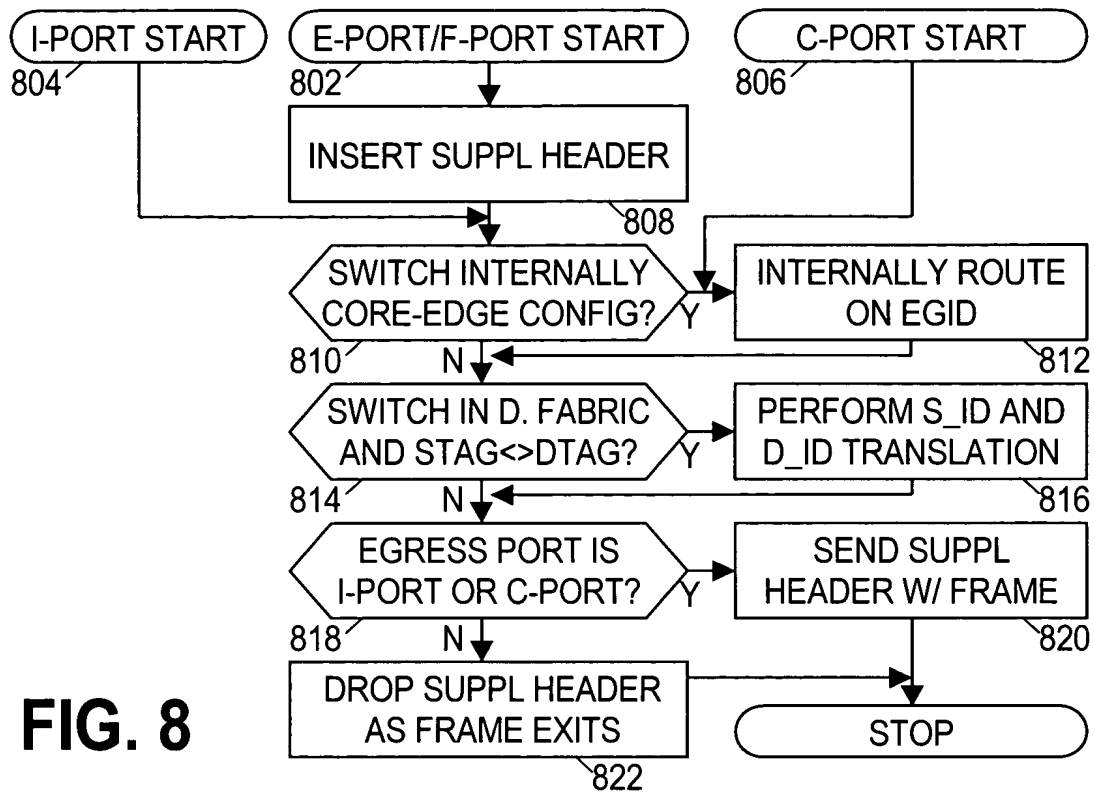 I-PORT START
E-PORT/F-PORT START
C-PORT START
804
802
806
INSERT SUPPL HEADER
808
SWITCH INTERNALLY
CORE-EDGE CONFIG?
Y
INTERNALLY ROUTE
ON EGID
810
N
812
SWITCH IN D. FABRIC
AND STAG<>DTAG?
Y
PERFORM S_ID AND
D_ID TRANSLATION
814
N
816
EGRESS PORT IS
I-PORT OR C-PORT?
Y
SEND SUPPL
HEADER W/ FRAME
818
N
820
DROP SUPPL HEADER
AS FRAME EXITS
822
STOP
FIG. 8